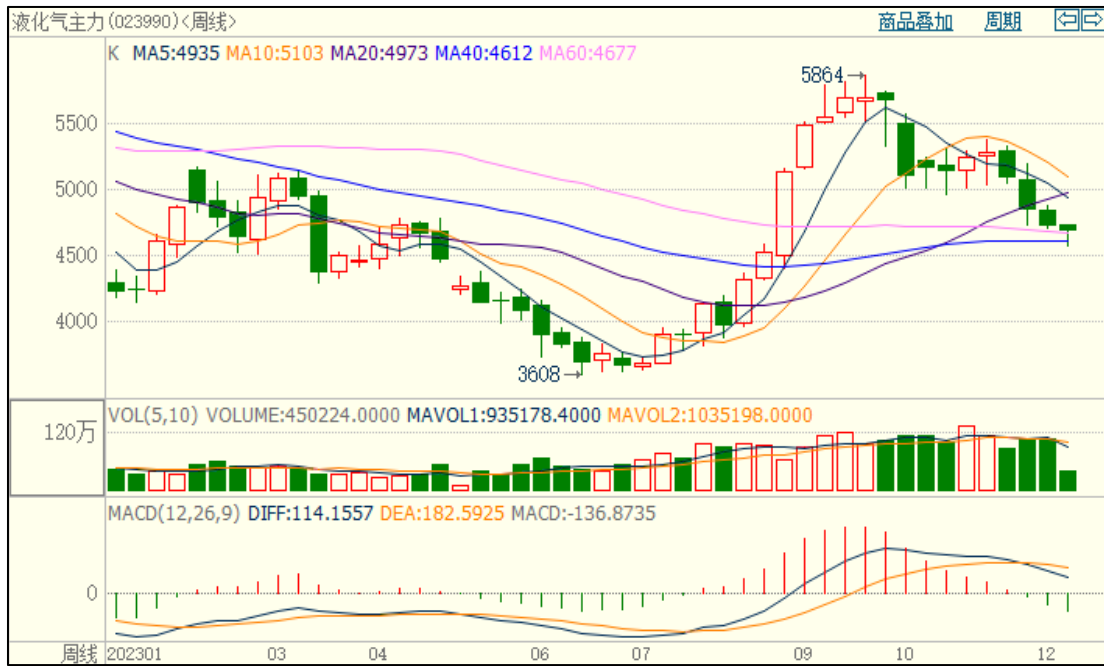 液化气主力(023990)<周线> 商品叠加 周期
K MA5:4935 MA10:5103 MA20:4973 MA40:4612 MA60:4677
5864
5500
5000
4500
4000
3608
VOL(5,10) VOLUME:450224.0000 MAVOL1:935178.4000 MAVOL2:1035198.0000
120万
MACD(12,26,9) DIFF:114.1557 DEA:182.5925 MACD:-136.8735
0
周线 202301 03 04 06 07 09 10 12